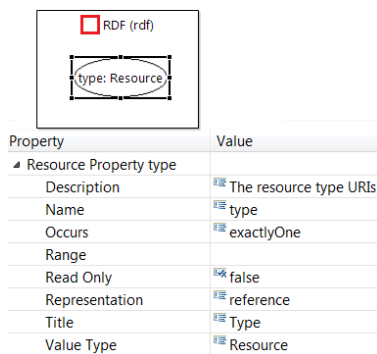 RDF (rdf)
type: Resource
Property Value
Resource Property type
Description The resource type URIs
Name type
Occurs exactlyOne
Range
Read Only false
Representation reference
Title Type
Value Type Resource